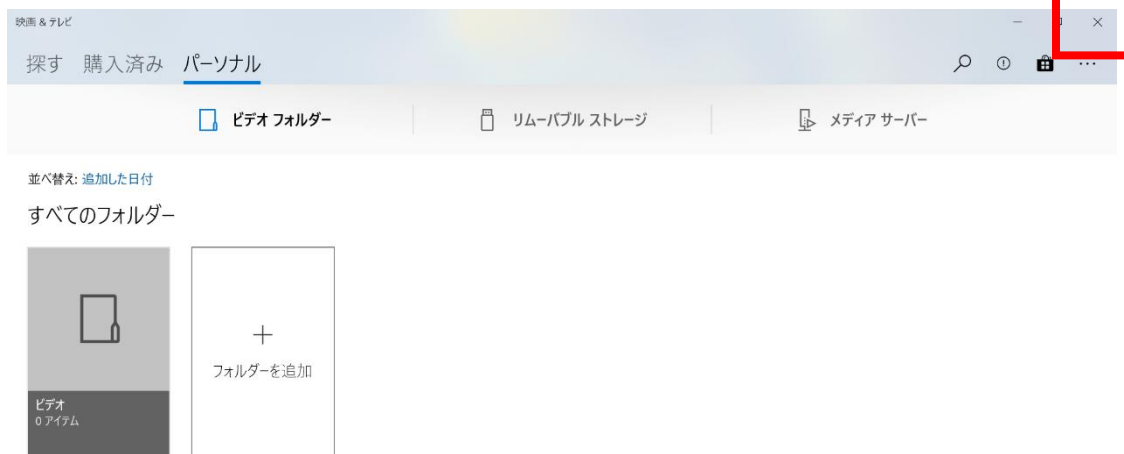 映画 & テレビ
探す 購入済み パーソナル
ビデオ フォルダー リムーバブル ストレージ メディア サーバー
並べ替え: 追加した日付
すべてのフォルダー
フォルダーを追加
ビデオ
0 アイテム